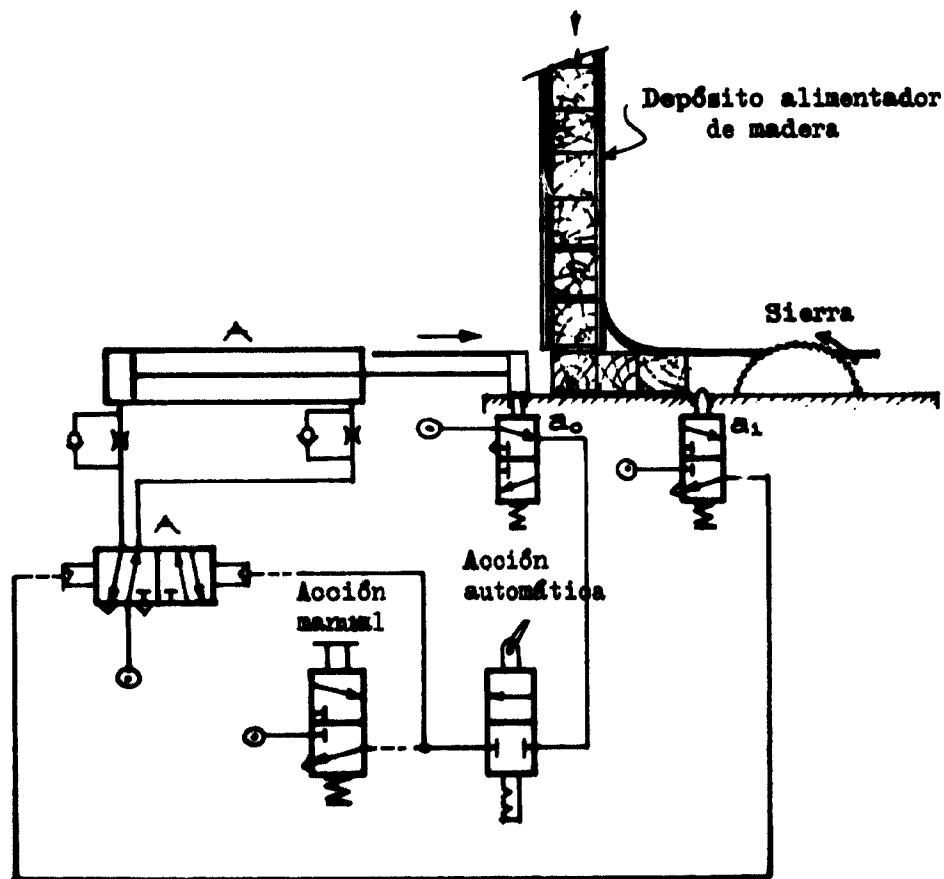 Depósito alimentador
de madera
Sierra
A
a₀
a₁
A
Acción
automática
Acción
manual